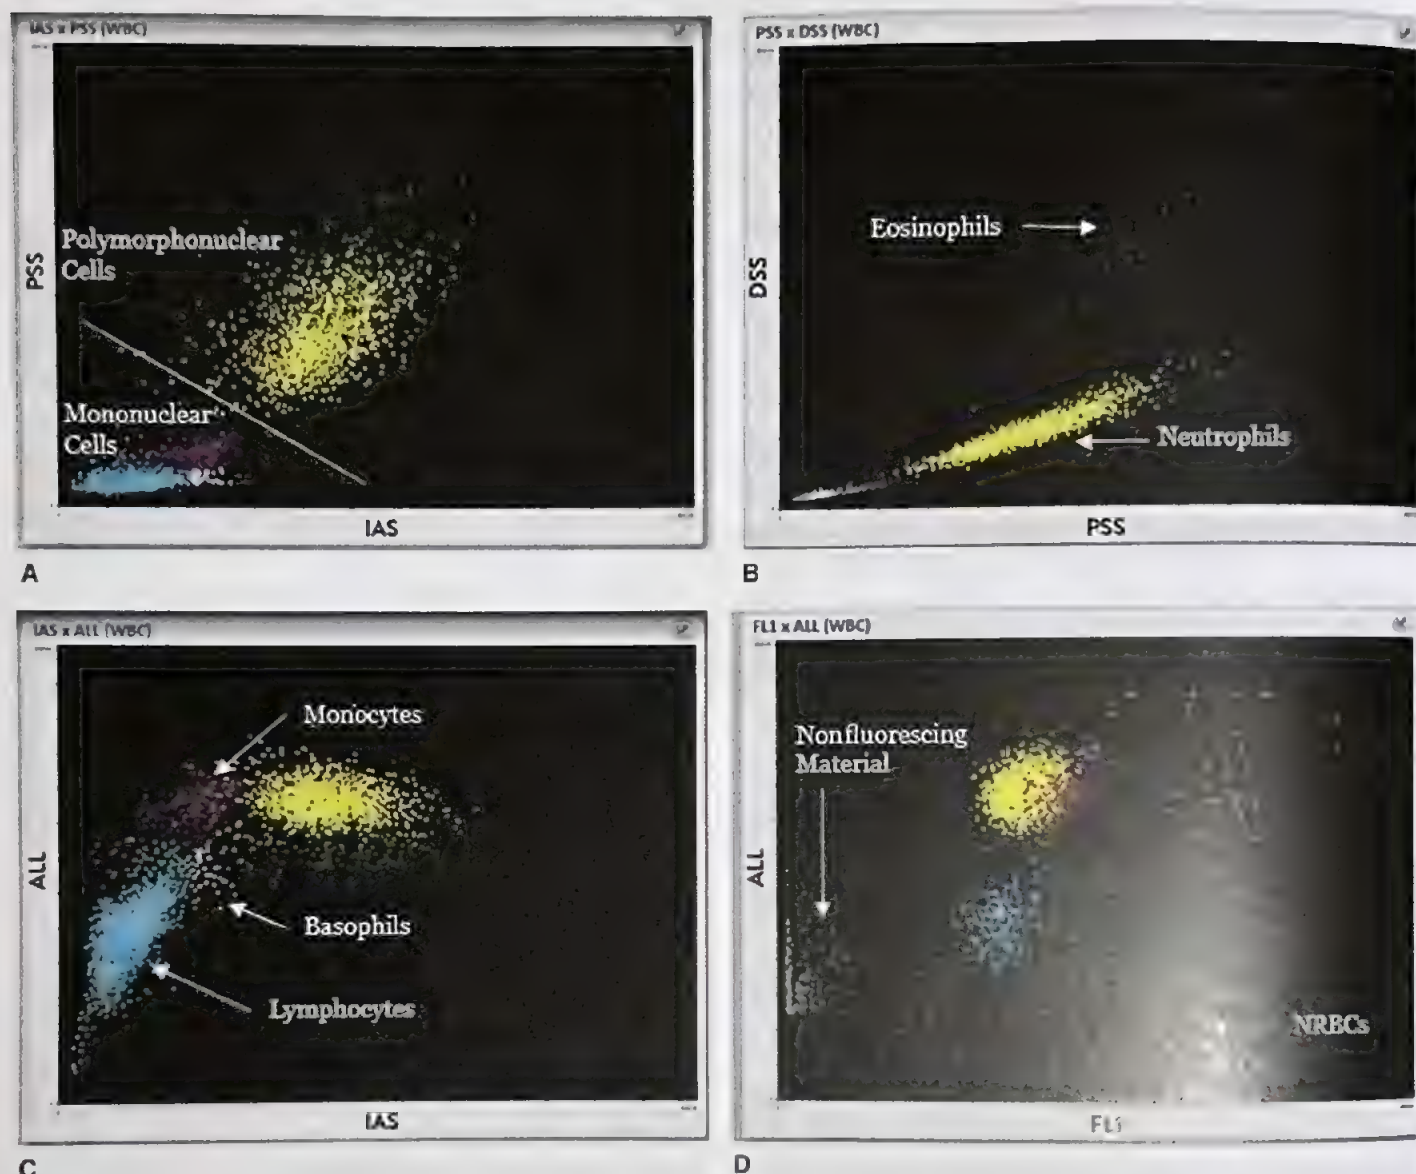 IAS x PSS (WBC)
PSS
Polymorphonuclear
Cells
Mononuclear
Cells
IAS
A
PSS x DSS (WBC)
DSS
Eosinophils
Neutrophils
PSS
B
IAS x ALL (WBC)
ALL
Monocytes
Basophils
Lymphocytes
IAS
C
FL1 x ALL (WBC)
ALL
Nonfluorescing
Material
NRBCs
FL1
D